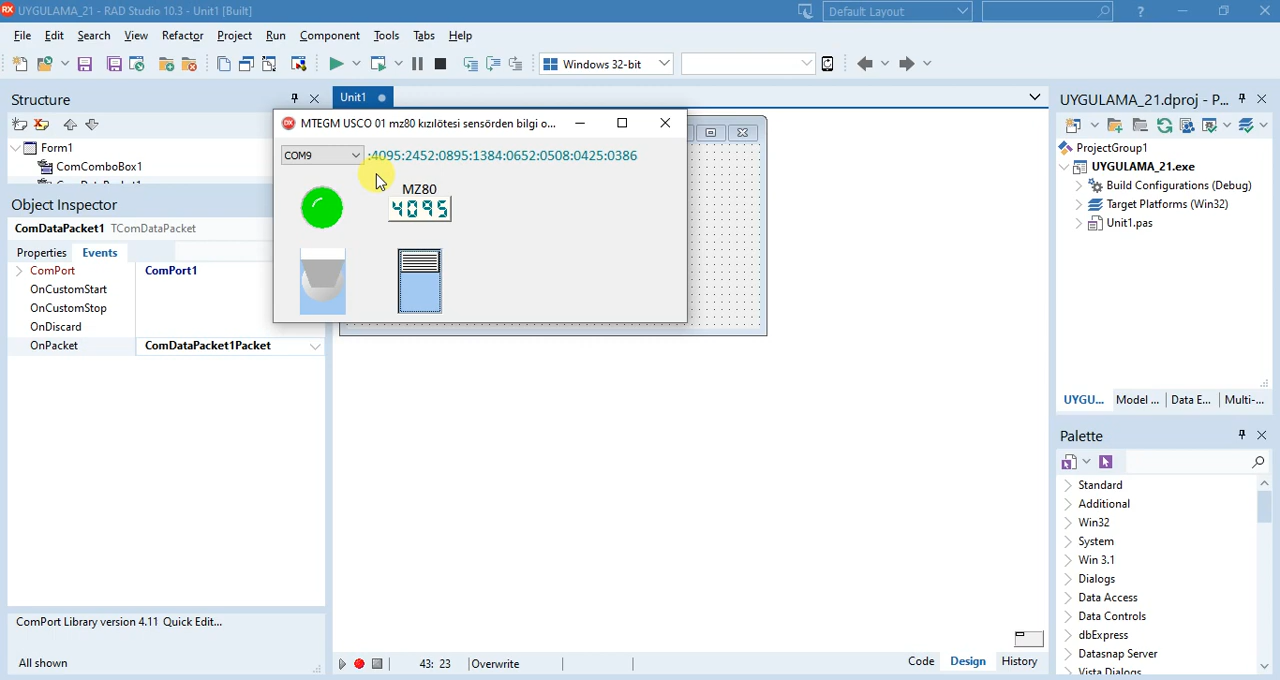 UYGULAMA_21 - RAD Studio 10.3 - Unit1 [Built]
Default Layout
File Edit Search View Refactor Project Run Component Tools Tabs Help
Windows 32-bit
Structure
Form1
ComComboBox1
Object Inspector
ComDataPacket1 TComDataPacket
Properties Events
ComPort ComPort1
OnCustomStart
OnCustomStop
OnDiscard
OnPacket ComDataPacket1Packet
ComPort Library version 4.11 Quick Edit...
All shown
Unit1
MTEGM USCO 01 mz80 kızılötesi sensörden bilgi o...
COM9 :4095:2452:0895:1384:0652:0508:0425:0386
MZ80
4095
43: 23 Overwrite
Code Design History
UYGULAMA_21.dproj - P...
ProjectGroup1
UYGULAMA_21.exe
Build Configurations (Debug)
Target Platforms (Win32)
Unit1.pas
UYGU... Model ... Data E... Multi-...
Palette
Standard
Additional
Win32
System
Win 3.1
Dialogs
Data Access
Data Controls
dbExpress
Datasnap Server
Vista Dialogs